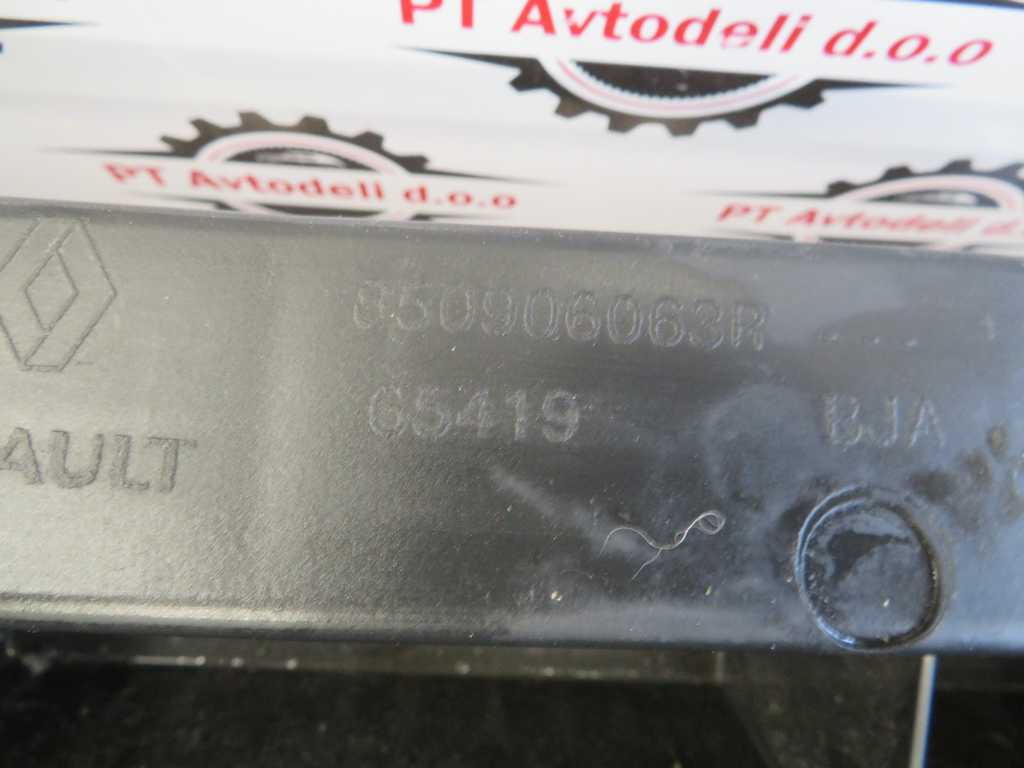 PT Avtodeli d.o.o
PT Avtodeli d.o.o
PT Avtodeli d.
850906063R
65419
BJA
AULT